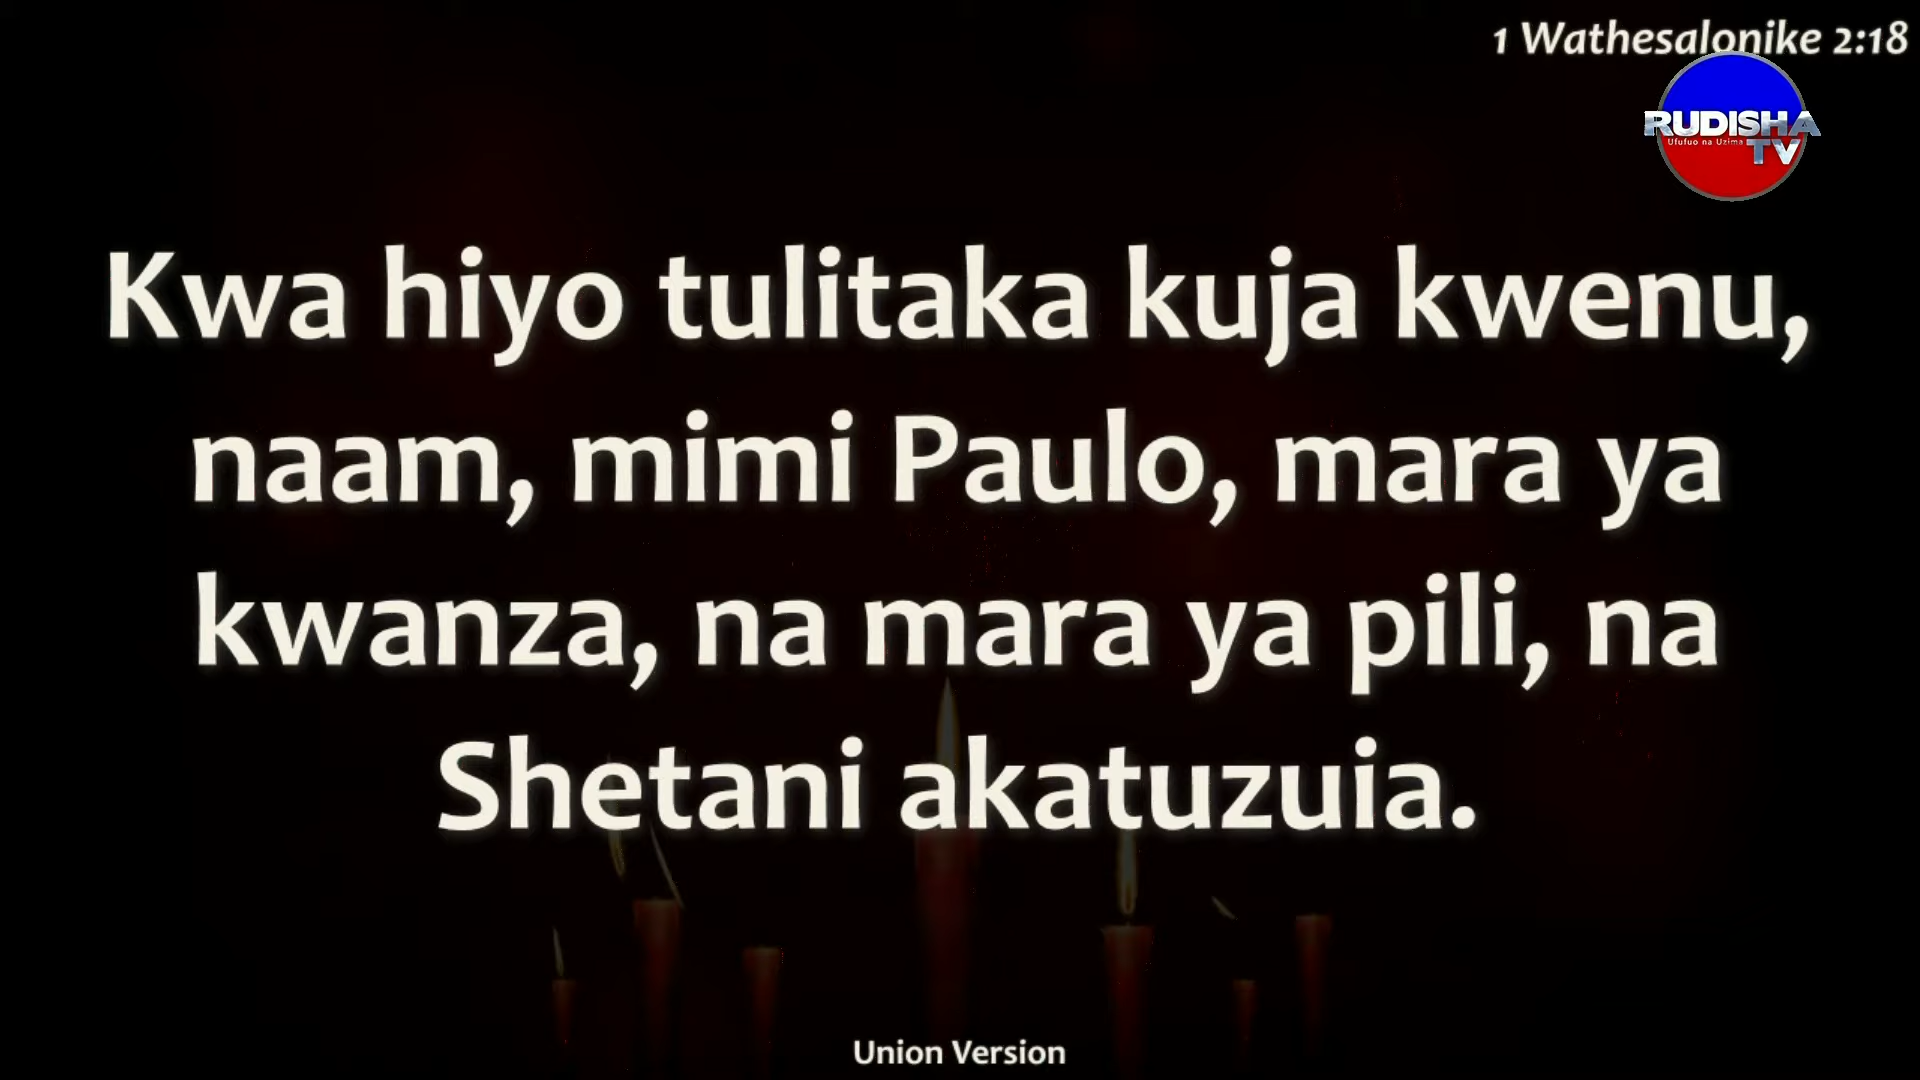 1 Wathesalonike 2:18
RUDISHA
Ufufuo na Uzima
TV
Kwa hiyo tulitaka kuja kwenu,
naam, mimi Paulo, mara ya
kwanza, na mara ya pili, na
Shetani akatuzuia.
Union Version